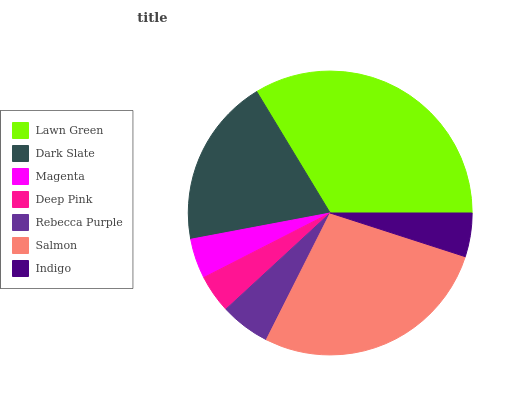 title
Lawn Green
Dark Slate
Magenta
Deep Pink
Rebecca Purple
Salmon
Indigo